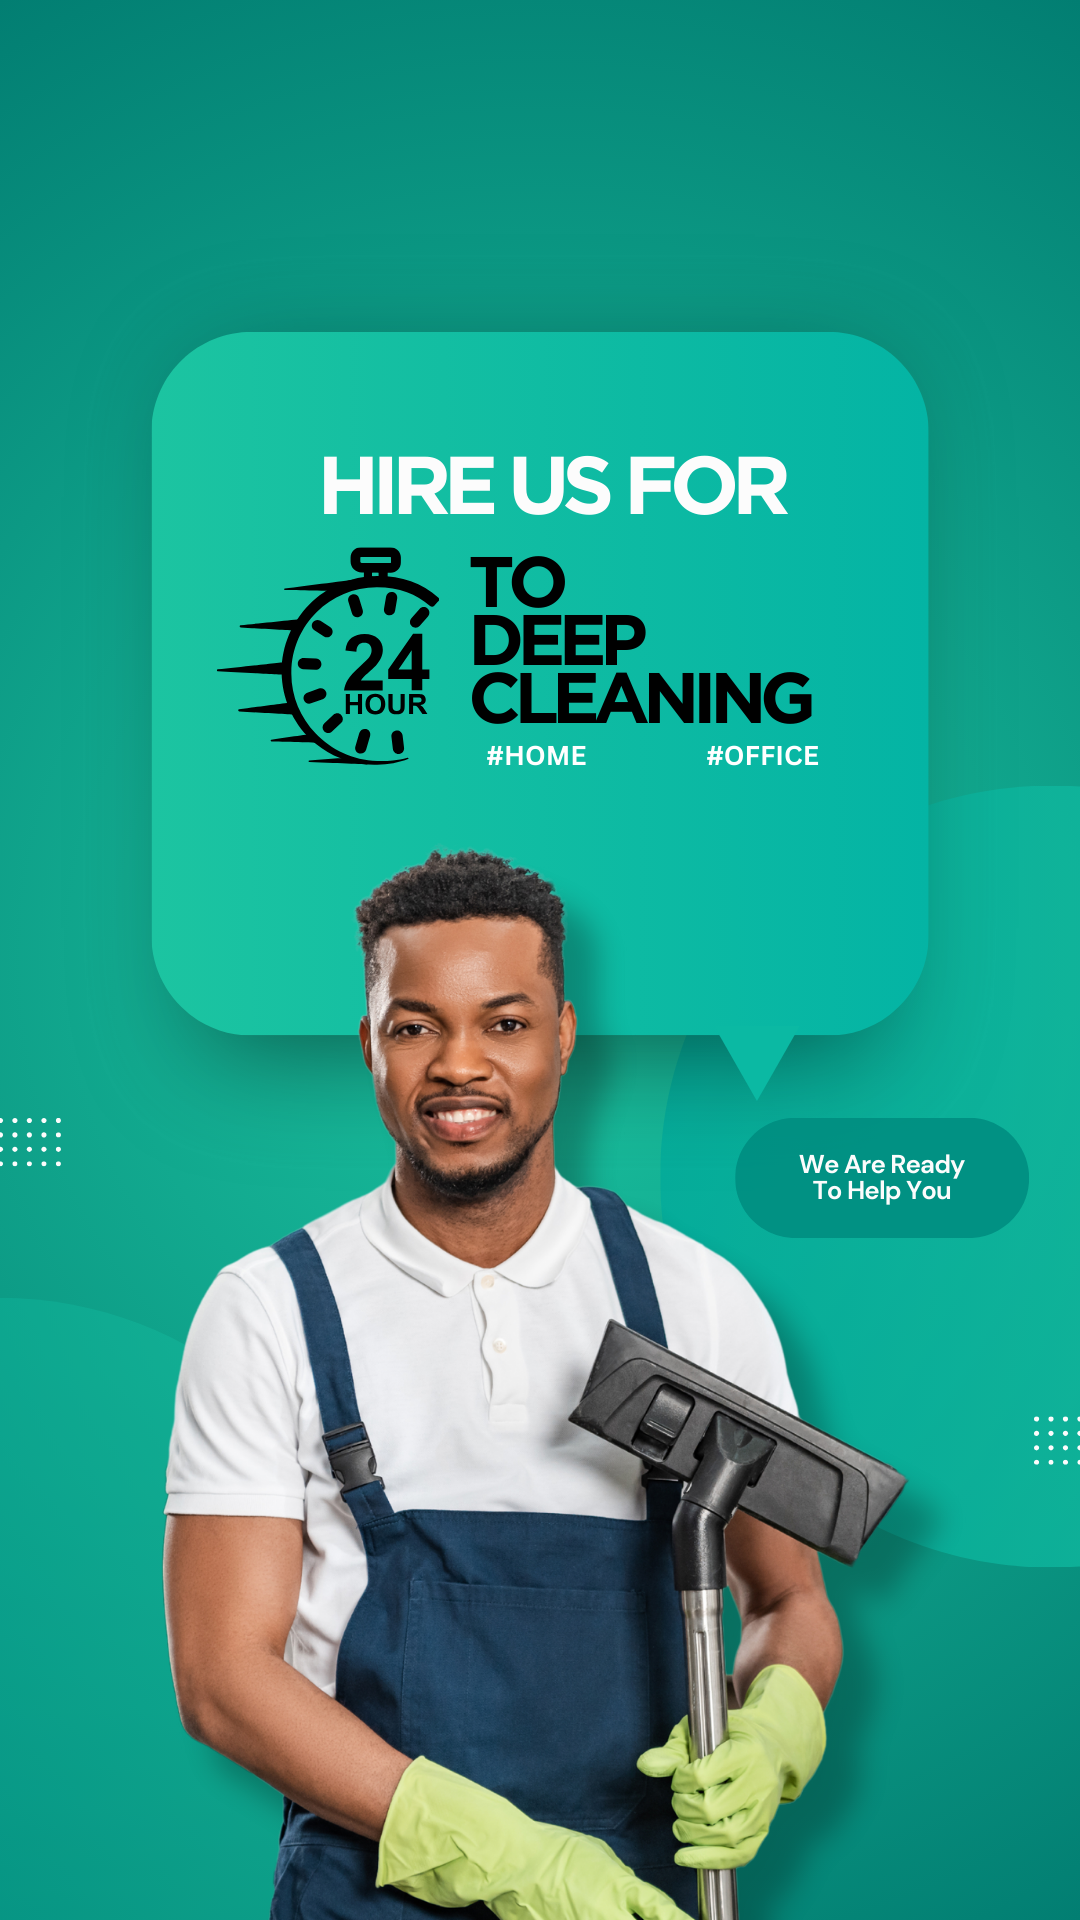 HIRE US FOR
24
HOUR
TO
DEEP
CLEANING
#HOME #OFFICE
We Are Ready
To Help You